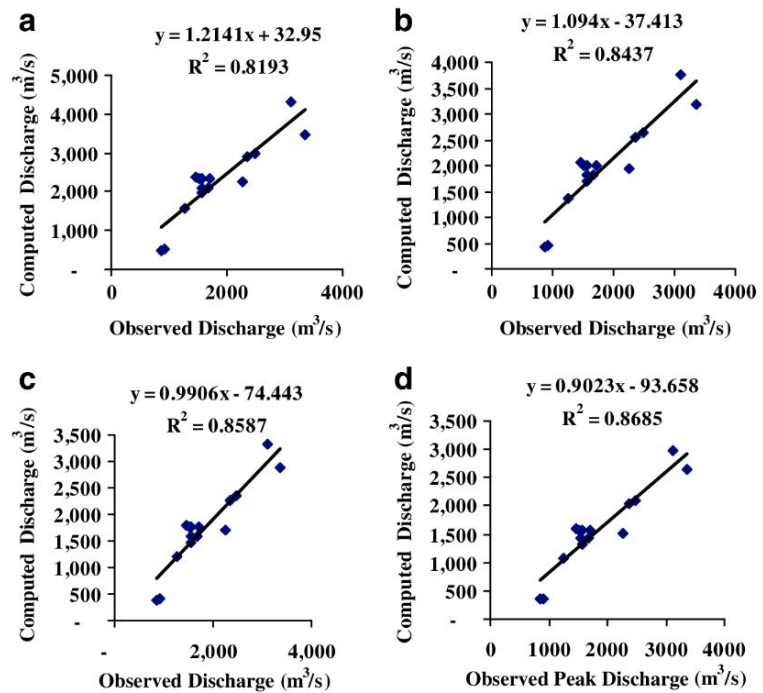 a
y = 1.2141x + 32.95
R² = 0.8193
Computed Discharge (m³/s)
5,000
4,000
3,000
2,000
1,000
-
0 2000 4000
Observed Discharge (m³/s)
b
y = 1.094x - 37.413
R² = 0.8437
Computed Discharge (m³/s)
4,000
3,500
3,000
2,500
2,000
1,500
1,000
500
-
0 1000 2000 3000 4000
Observed Discharge (m³/s)
c
y = 0.9906x - 74.443
R² = 0.8587
Computed Discharge (m³/s)
3,500
3,000
2,500
2,000
1,500
1,000
500
-
- 2,000 4,000
Observed Discharge (m³/s)
d
y = 0.9023x - 93.658
R² = 0.8685
Computed Discharge (m³/s)
3,500
3,000
2,500
2,000
1,500
1,000
500
-
0 1000 2000 3000 4000
Observed Peak Discharge (m³/s)